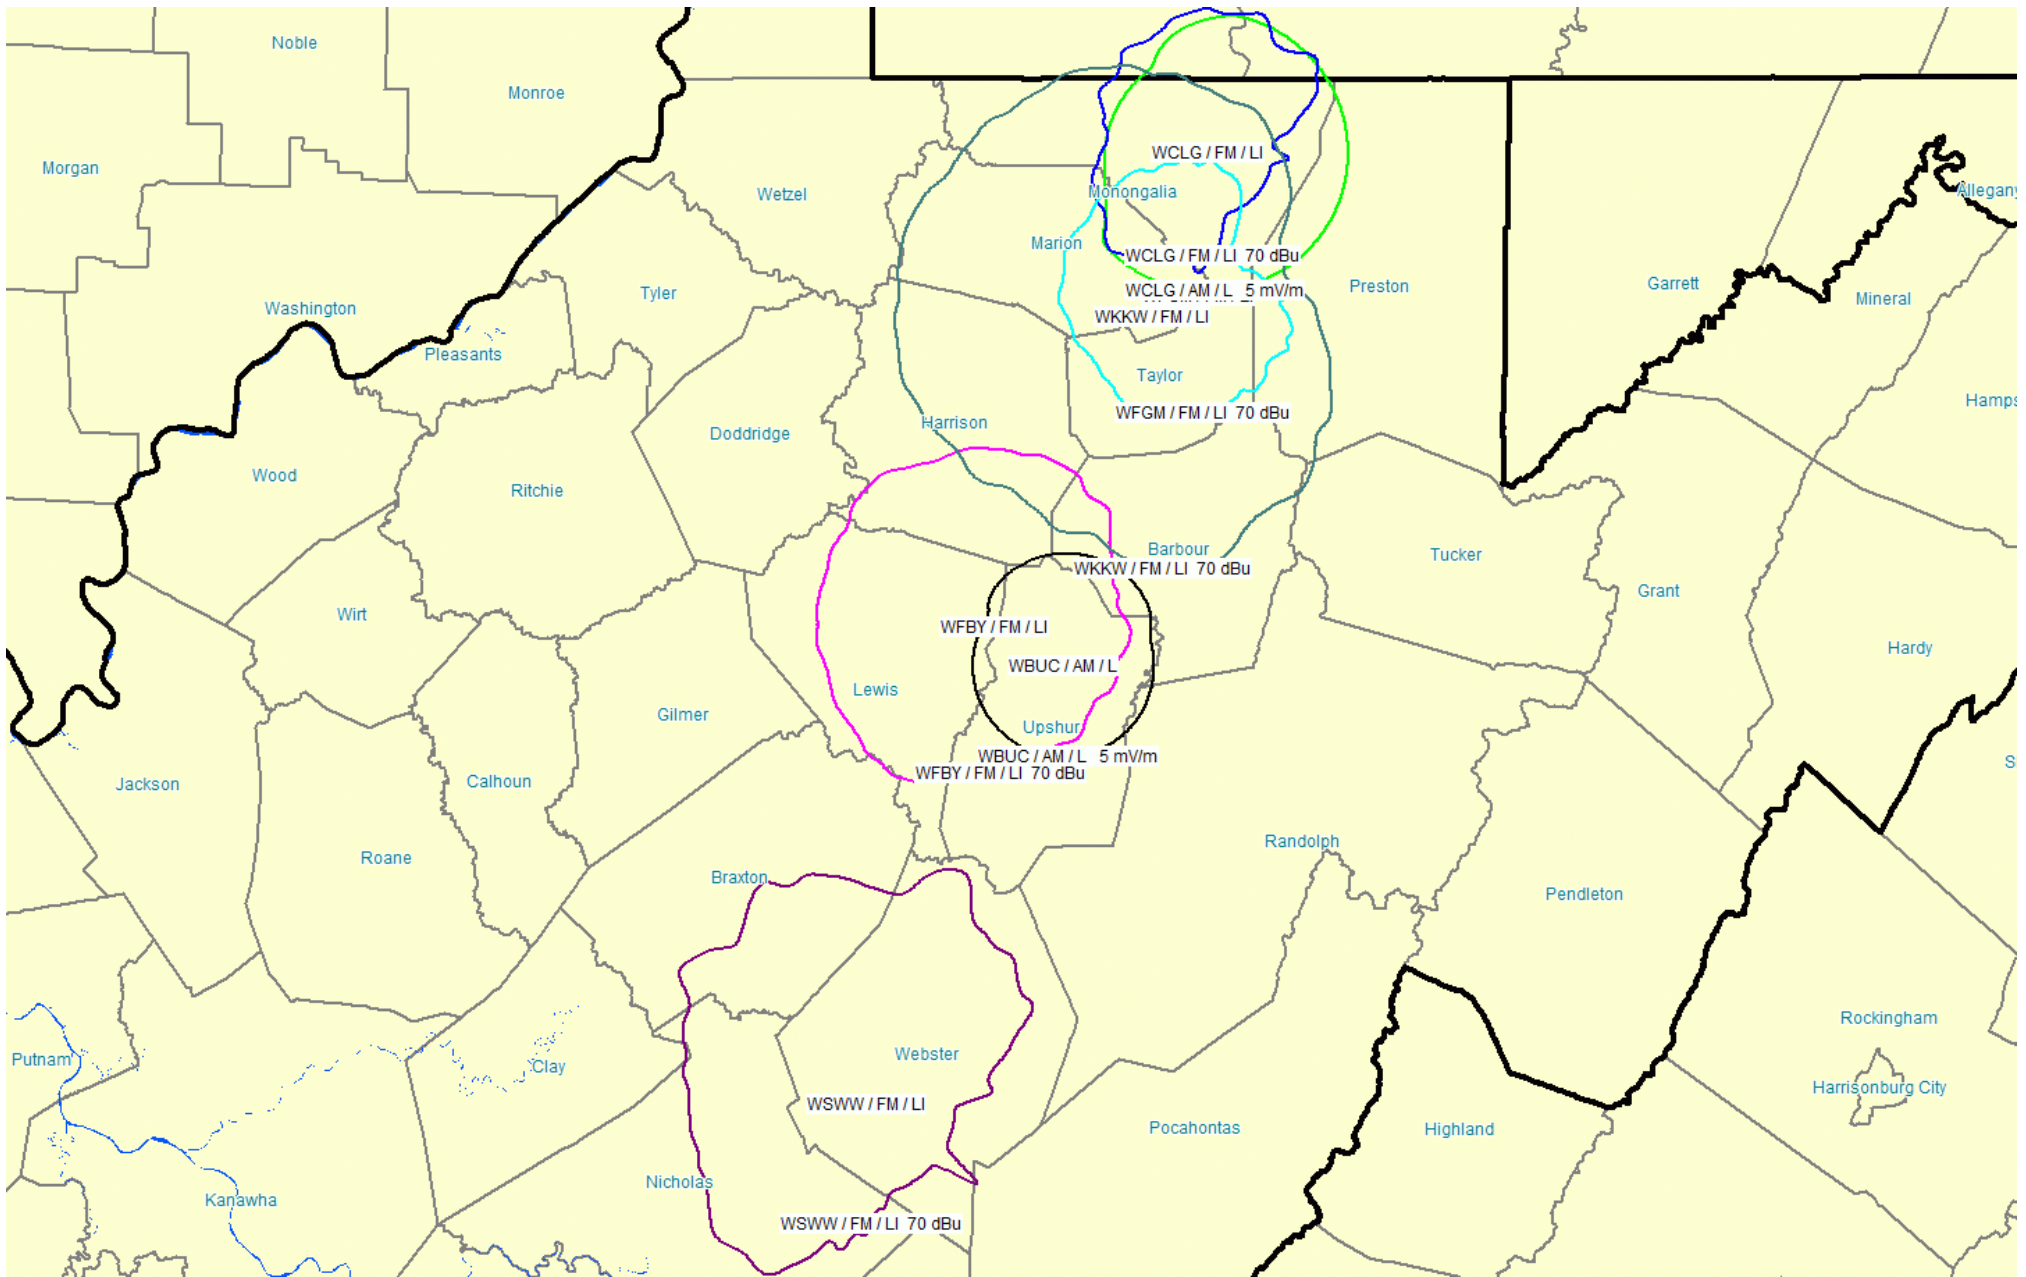 Noble
Monroe
Morgan
WCLG / FM / LI
Wetzel
Monongalia
Allegany
Marion
WCLG / FM / LI 70 dBu
Garrett
Preston
WCLG / AM / L 5 mV/m
Tyler
Mineral
Washington
WKKW / FM / LI
Pleasants
Taylor
Hamps
WFGM / FM / LI 70 dBu
Harrison
Doddridge
Wood
Ritchie
Barbour
Tucker
WKKW / FM / LI 70 dBu
Grant
Wirt
WFBY / FM / LI
Hardy
WBUC / AM / L
Lewis
Gilmer
Upshur
WBUC / AM / L 5 mV/m
S
WFBY / FM / LI 70 dBu
Jackson
Calhoun
Randolph
Roane
Braxton
Pendleton
Rockingham
Webster
Putnam
Clay
Harrisonburg City
WSWW / FM / LI
Pocahontas
Highland
Nicholas
Kanawha
WSWW / FM / LI 70 dBu